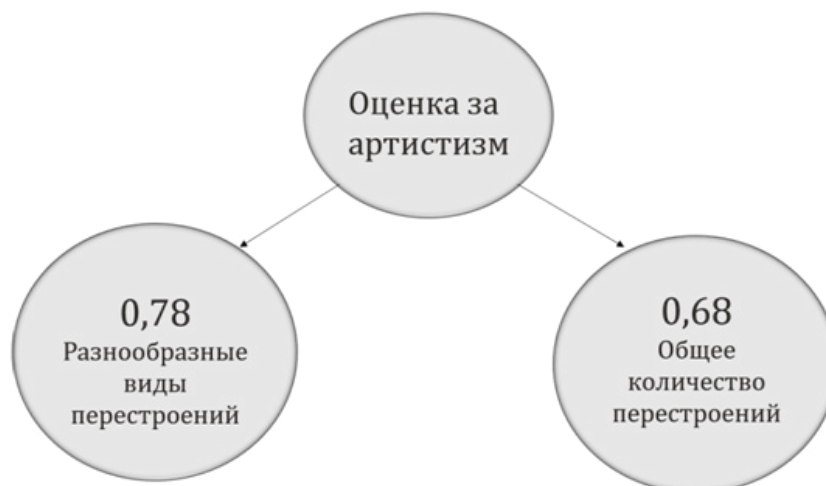 Оценка за
артистизм
0,78
Разнообразные
виды
перестроений
0,68
Общее
количество
перестроений